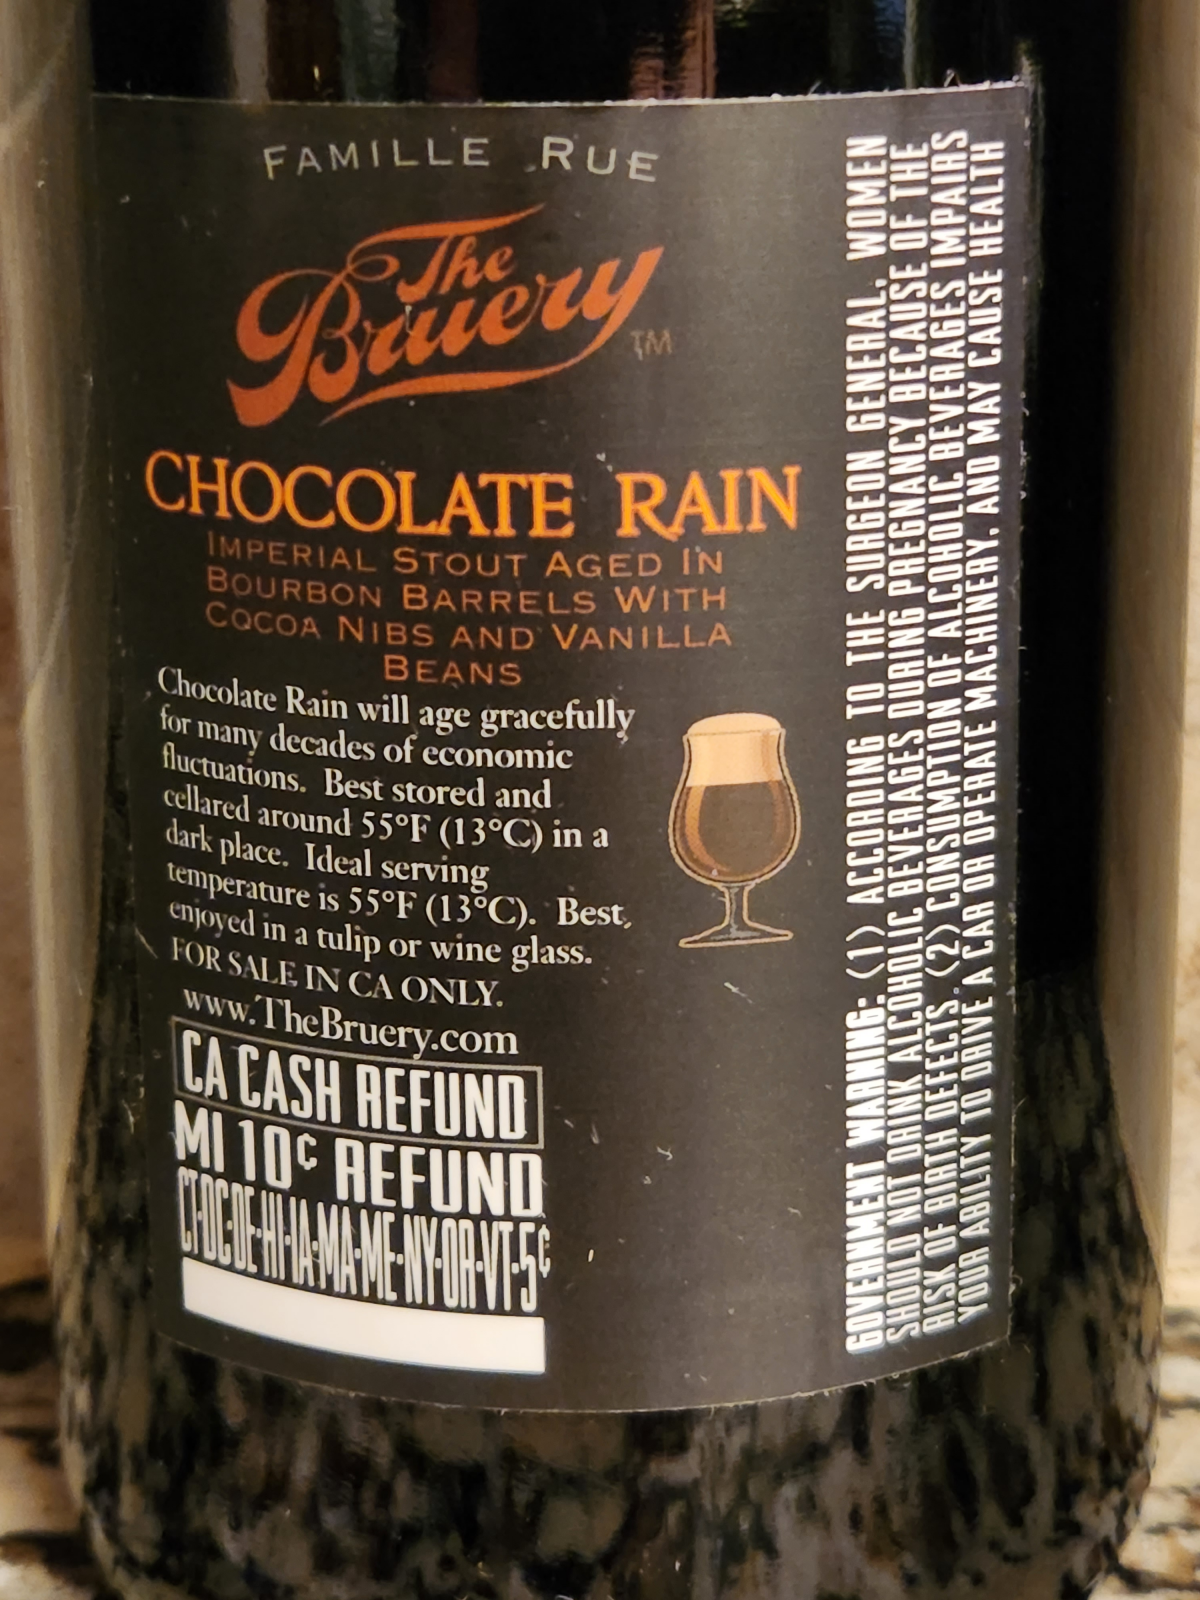 FAMILLE RUE
The
Bruery
TM
CHOCOLATE RAIN
IMPERIAL STOUT AGED IN
BOURBON BARRELS WITH
COCOA NIBS AND VANILLA
BEANS
Chocolate Rain will age gracefully
for many decades of economic
fluctuations. Best stored and
cellared around 55°F (13°C) in a
dark place. Ideal serving
temperature is 55°F (13°C). Best
enjoyed in a tulip or wine glass.
FOR SALE IN CA ONLY.
www.TheBruery.com
CA CASH REFUND
MI 10¢ REFUND
CT·DC·DE·HI·IA·MA·ME·NY·OR·VT·5¢
GOVERNMENT WARNING: (1) ACCORDING TO THE SURGEON GENERAL, WOMEN
SHOULD NOT DRINK ALCOHOLIC BEVERAGES DURING PREGNANCY BECAUSE OF THE
RISK OF BIRTH DEFECTS. (2) CONSUMPTION OF ALCOHOLIC BEVERAGES IMPAIRS
YOUR ABILITY TO DRIVE A CAR OR OPERATE MACHINERY, AND MAY CAUSE HEALTH